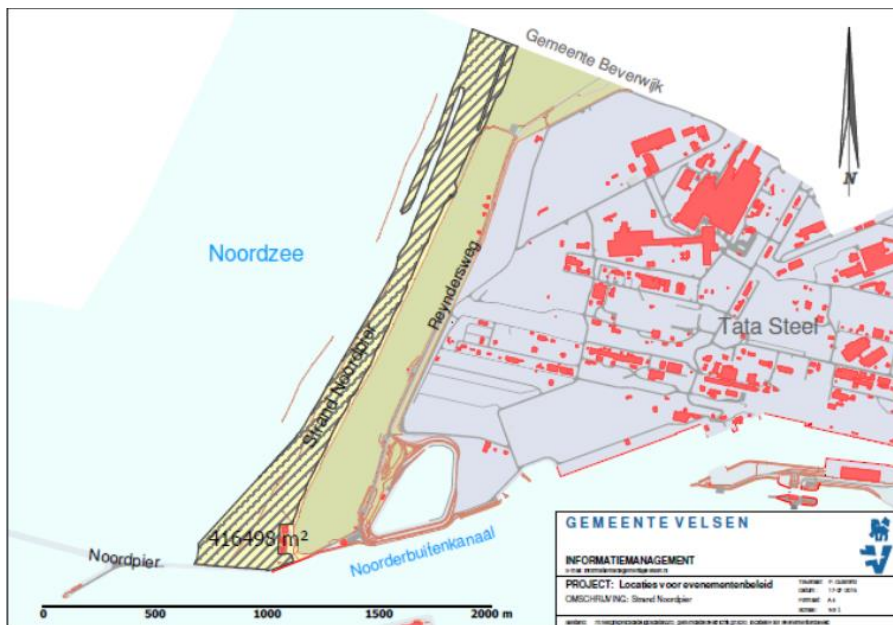 Gemeente Beverwijk
N
Noordzee
Reyndersweg
Tata Steel
Strand Noordpier
416498 m²
Noordpier
Noorderbuitenkanaal
0 500 1000 1500 2000 m
GEMEENTE VELSEN
INFORMATIEMANAGEMENT
PROJECT: Locaties voor evenementenbeleid
OMSCHRIJVING: Strand Noordpier